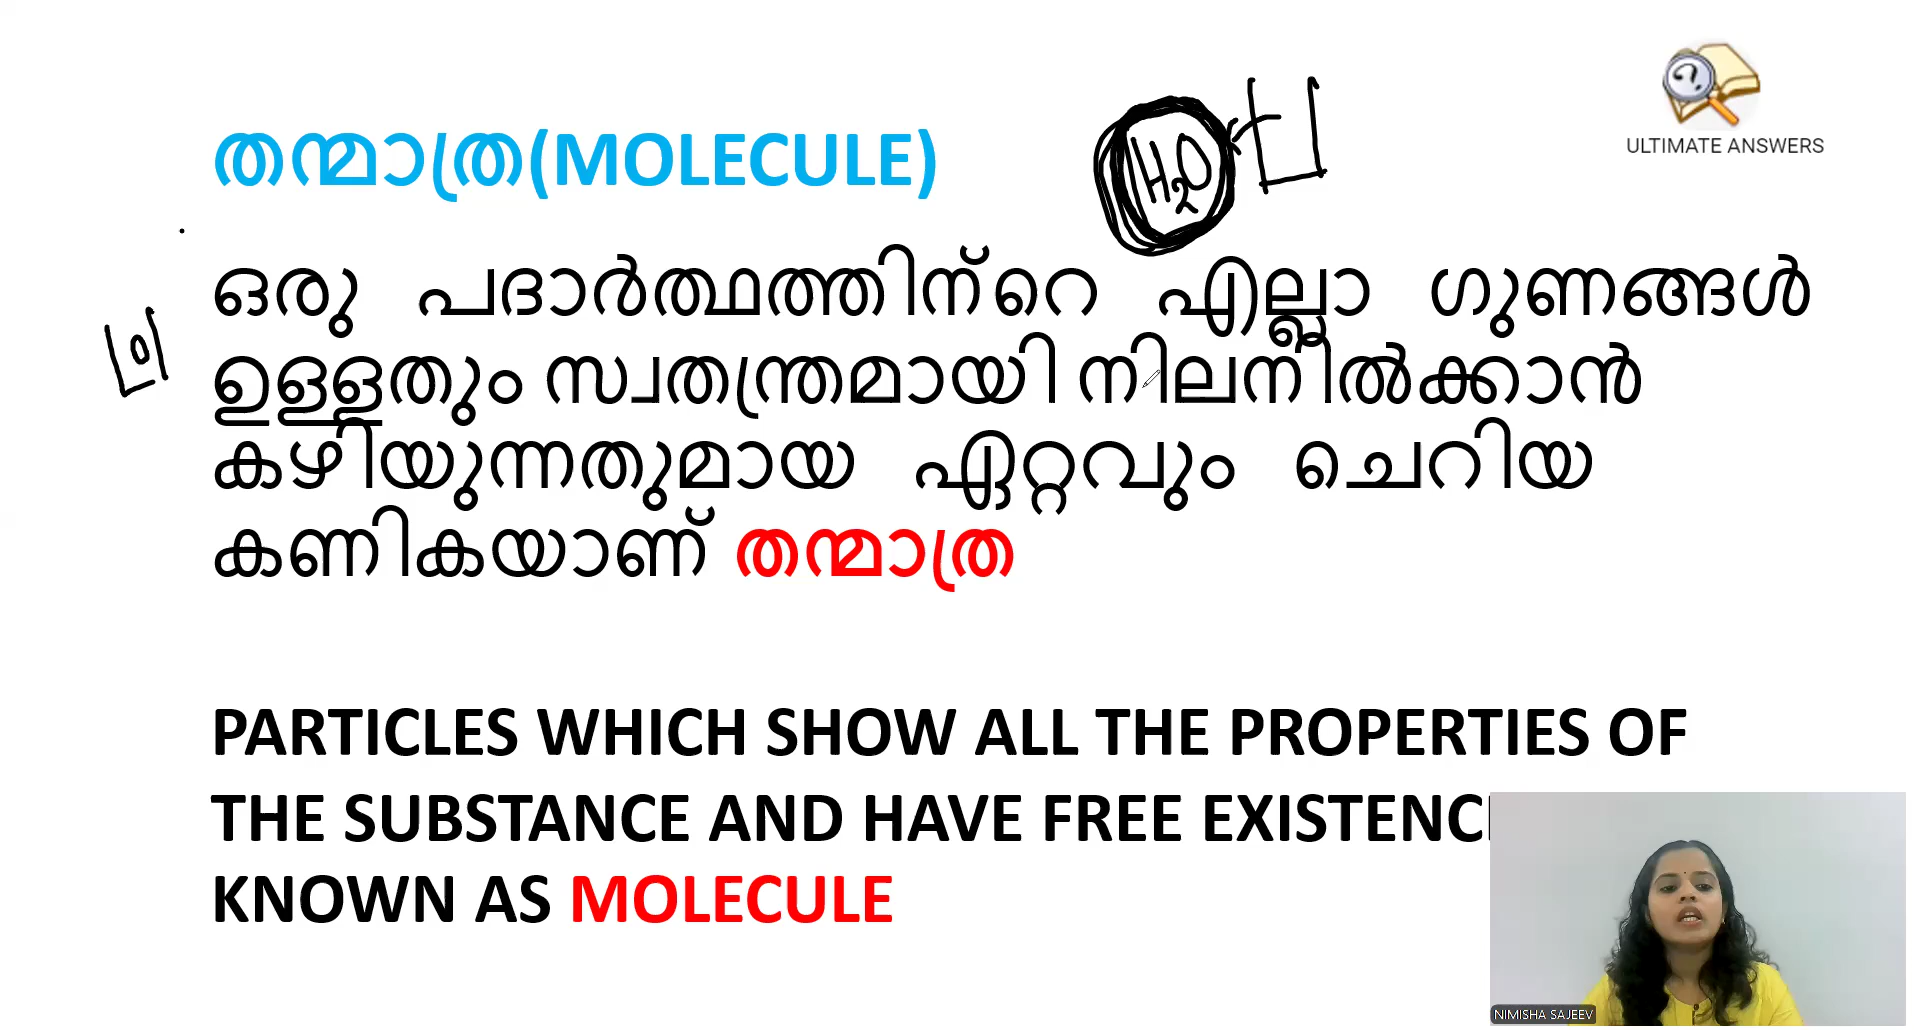 തന്മാത്ര(MOLECULE)
H₂O
ULTIMATE ANSWERS
ഒരു പദാർത്ഥത്തിന്റെ എല്ലാ ഗുണങ്ങൾ
ഉള്ളതും സ്വതന്ത്രമായി നിലനിൽക്കാൻ
കഴിയുന്നതുമായ ഏറ്റവും ചെറിയ
കണികയാണ് തന്മാത്ര
PARTICLES WHICH SHOW ALL THE PROPERTIES OF
THE SUBSTANCE AND HAVE FREE
KNOWN AS MOLECULE
NIMISHA SAJEEV